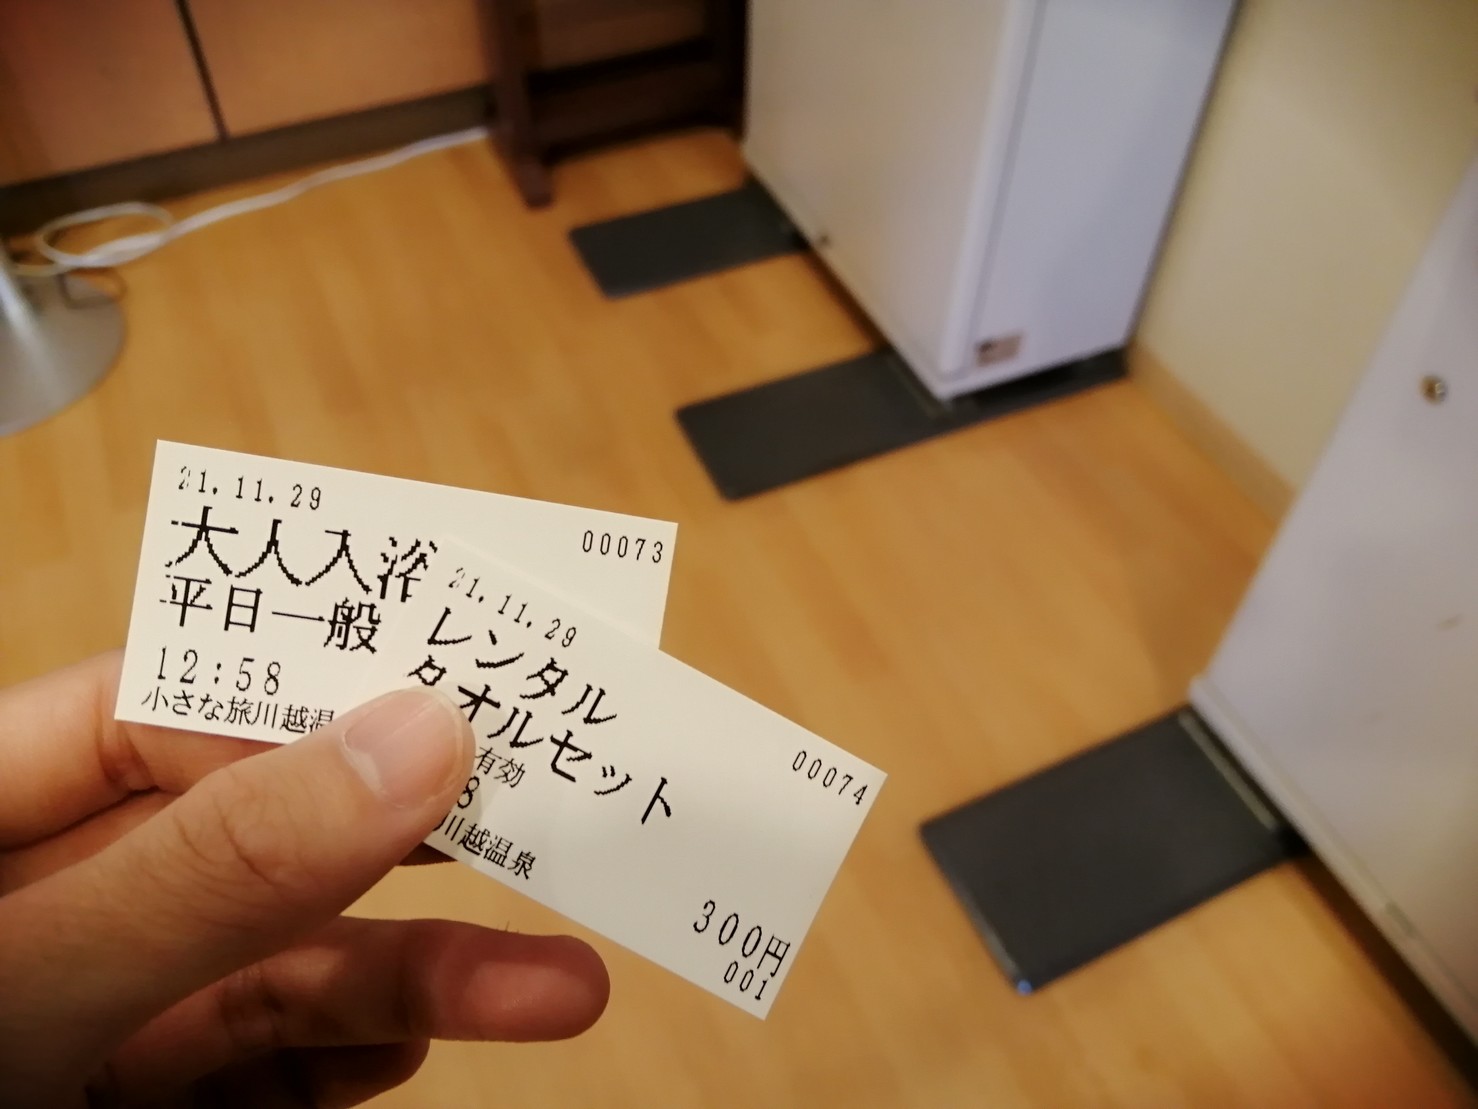 21.11.29
00073
大人入浴
平日一般
12:58
小さな旅川越温
21.11.29
レンタル
タオルセット
00074
有効
8
川越温泉
300円
001